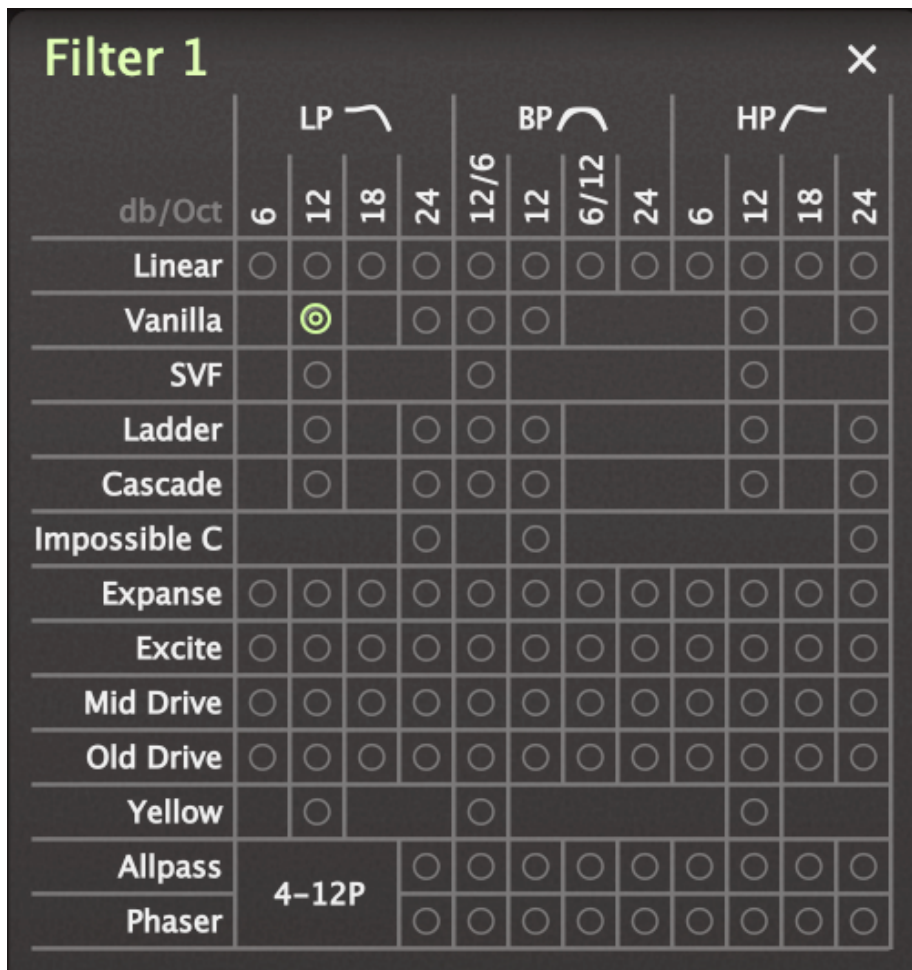 Filter 1 ×
LP BP HP
db/Oct 6 12 18 24 12/6 12 6/12 24 6 12 18 24
Linear
Vanilla
SVF
Ladder
Cascade
Impossible C
Expanse
Excite
Mid Drive
Old Drive
Yellow
Allpass
4-12P
Phaser